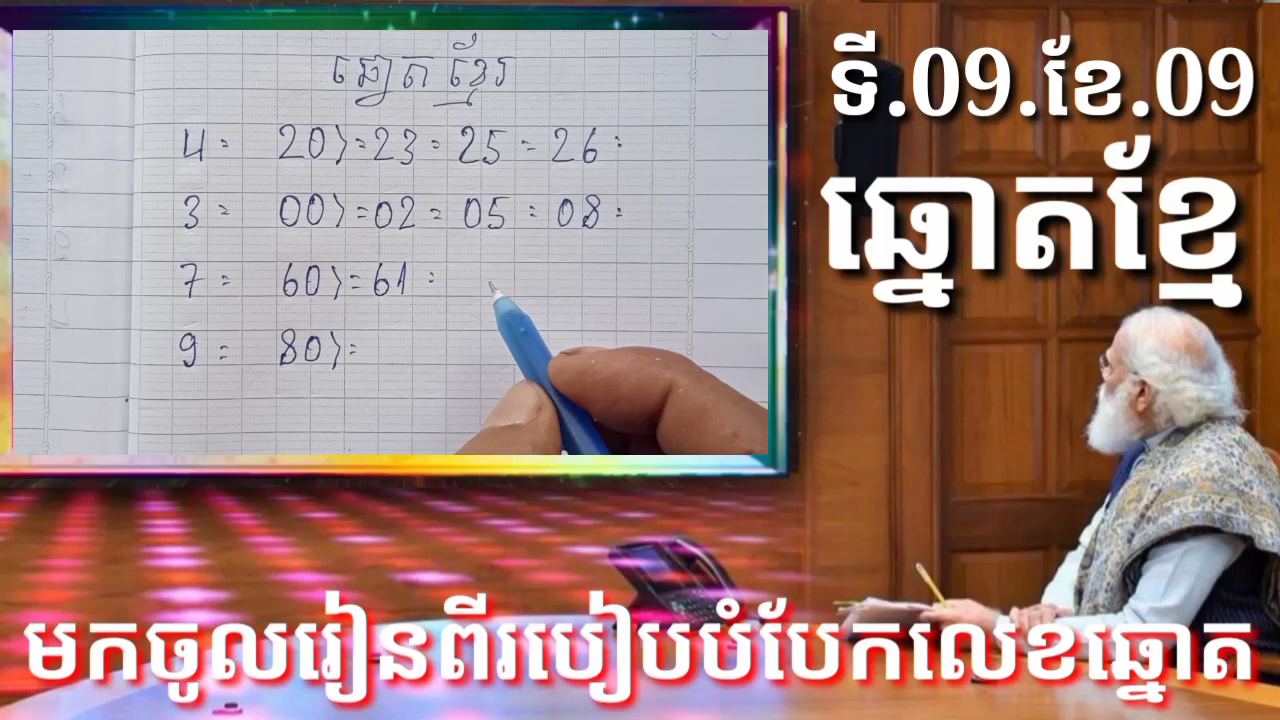 ឆ្នោតខ្មែរ
4 = 20) = 23 = 25 = 26 =
3 = 00) = 02 = 05 = 08 =
7 = 60) = 61 =
9 = 80) =
ទី.09.ខែ.09
ឆ្នោតខ្មែ
មកចូលរៀនពីរបៀបបំបែកលេខឆ្នោត